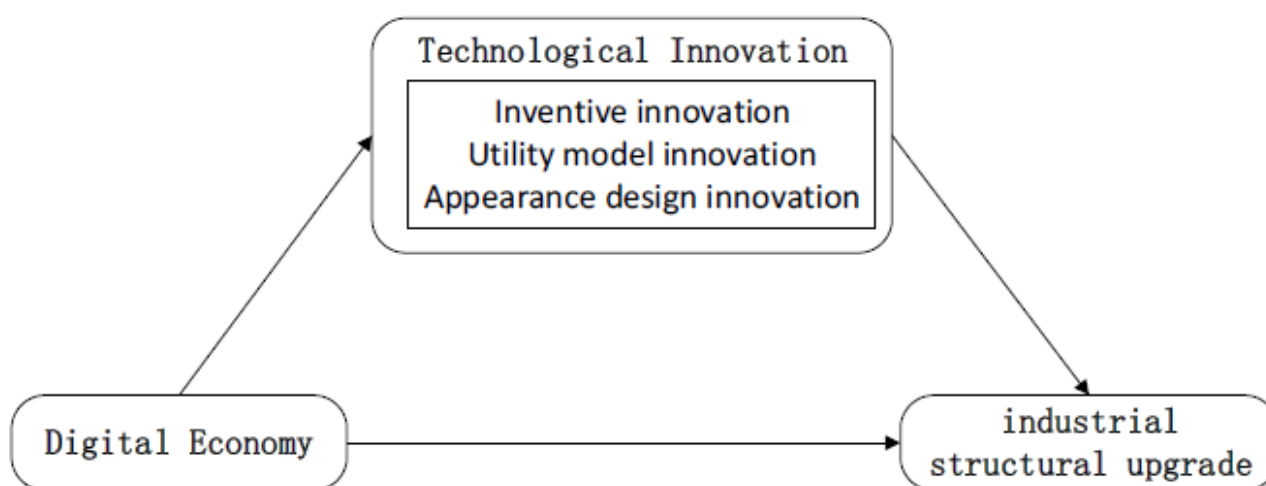 Technological Innovation
Inventive innovation
Utility model innovation
Appearance design innovation
Digital Economy
industrial
structural upgrade